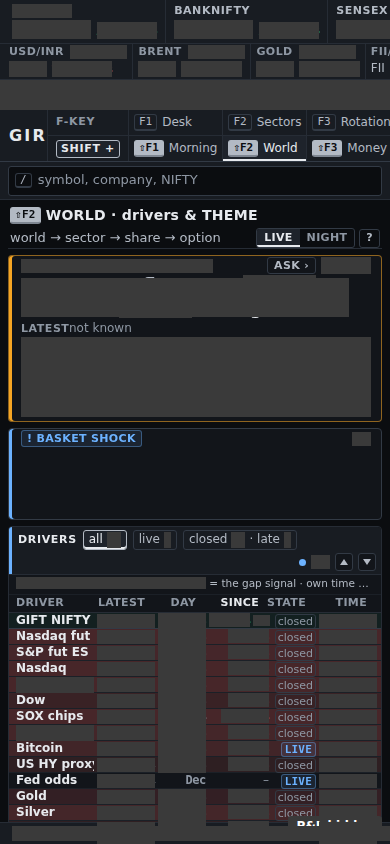 BANKNIFTY
SENSEX
USD/INR
BRENT
GOLD
FII
GIR
F-KEY
F1 Desk
F2 Sectors
F3 Rotation
SHIFT +
⇧F1 Morning
⇧F2 World
⇧F3 Money
/ symbol, company, NIFTY
⇧F2 WORLD · drivers & THEME
world → sector → share → option
LIVE NIGHT ?
ASK ›
LATEST not known
! BASKET SHOCK
DRIVERS all live closed · late
▲ ▼
= the gap signal · own time ...
DRIVER LATEST DAY SINCE STATE TIME
GIFT NIFTY closed
Nasdaq fut closed
S&P fut ES closed
Nasdaq closed
closed
Dow closed
SOX chips closed
closed
Bitcoin LIVE
US HY proxy closed
Fed odds Dec – LIVE
Gold closed
Silver closed